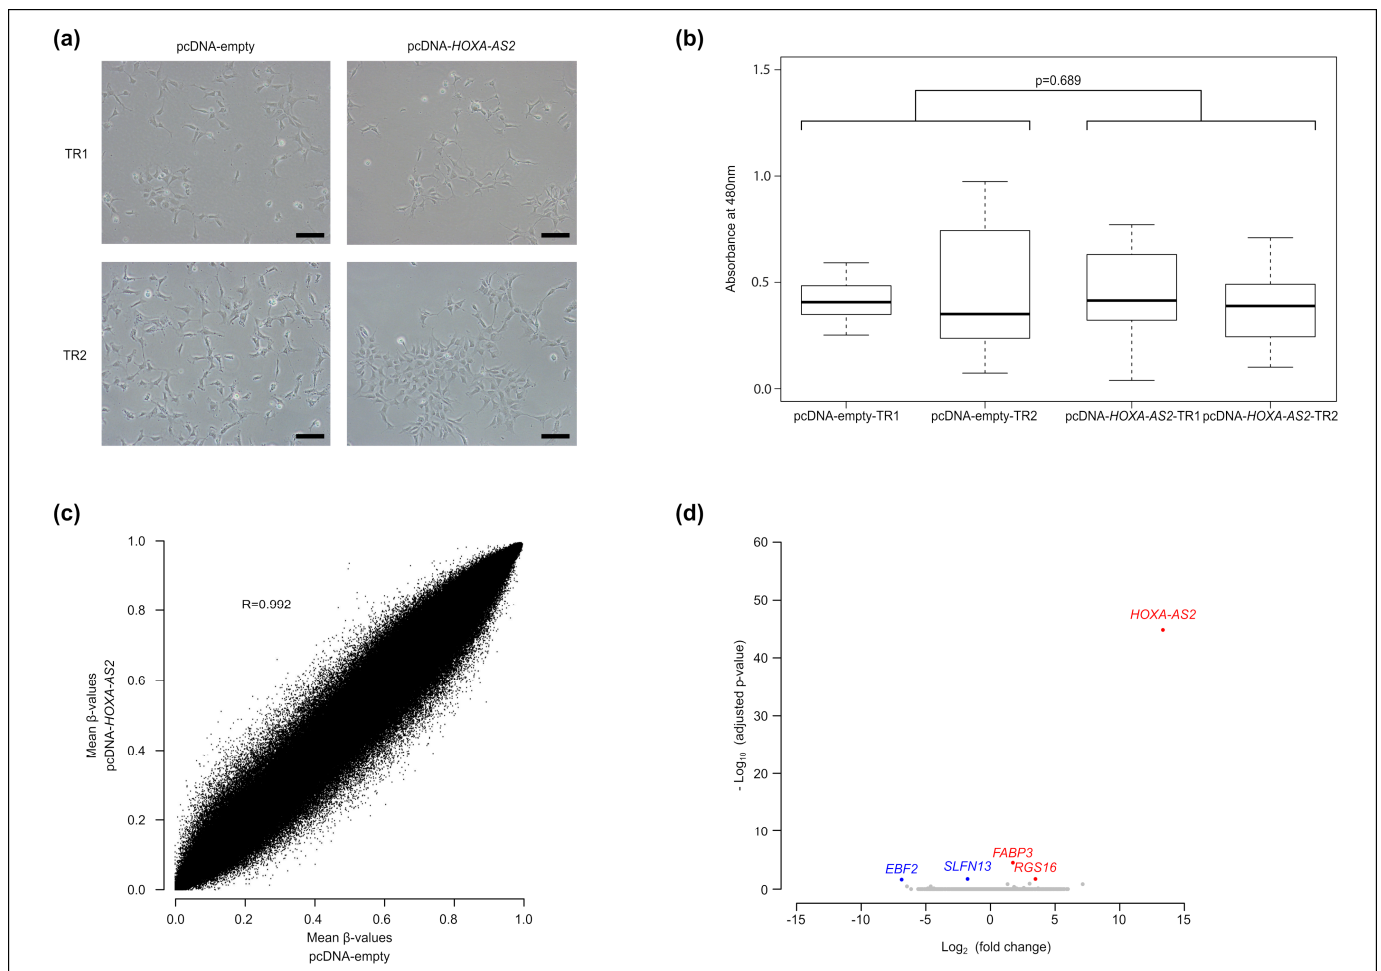 (a)
pcDNA-empty
pcDNA-HOXA-AS2
TR1
TR2
(b)
p=0.689
Absorbance at 480nm
1.5
1.0
0.5
0.0
pcDNA-empty-TR1
pcDNA-empty-TR2
pcDNA-HOXA-AS2-TR1
pcDNA-HOXA-AS2-TR2
(c)
R=0.992
Mean β-values
pcDNA-HOXA-AS2
1.0
0.8
0.6
0.4
0.2
0.0
0.0 0.2 0.4 0.6 0.8 1.0
Mean β-values
pcDNA-empty
(d)
- Log₁₀ (adjusted p-value)
60
50
40
30
20
10
0
HOXA-AS2
FABP3
RGS16
SLFN13
EBF2
-15 -10 -5 0 5 10 15
Log₂ (fold change)